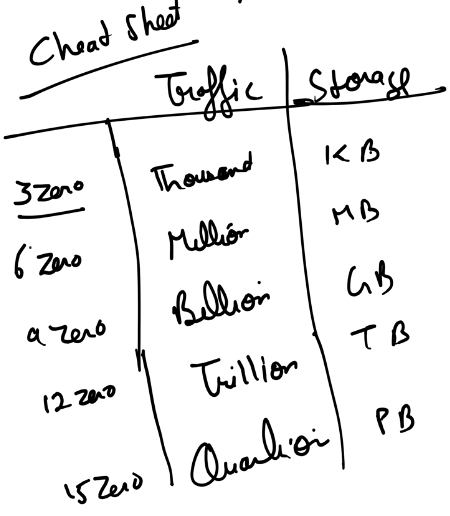 Cheat Sheet
Traffic Storage
3 Zero Thousand KB
6 Zero Million MB
9 Zero Billion GB
12 Zero Trillion TB
15 Zero PB